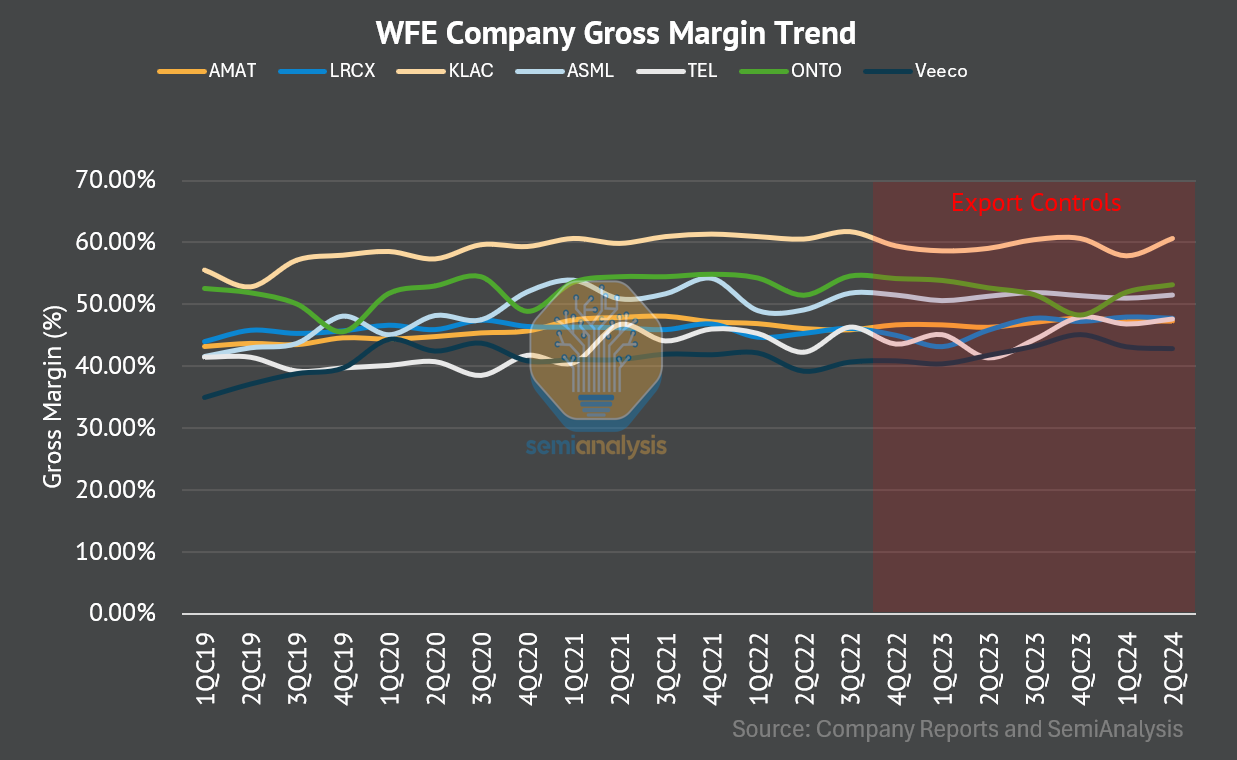 WFE Company Gross Margin Trend
AMAT LRCX KLAC ASML TEL ONTO Veeco
Gross Margin (%)
70.00%
60.00%
50.00%
40.00%
30.00%
20.00%
10.00%
0.00%
Export Controls
semianalysis
1QC19 2QC19 3QC19 4QC19 1QC20 2QC20 3QC20 4QC20 1QC21 2QC21 3QC21 4QC21 1QC22 2QC22 3QC22 4QC22 1QC23 2QC23 3QC23 4QC23 1QC24 2QC24
Source: Company Reports and SemiAnalysis